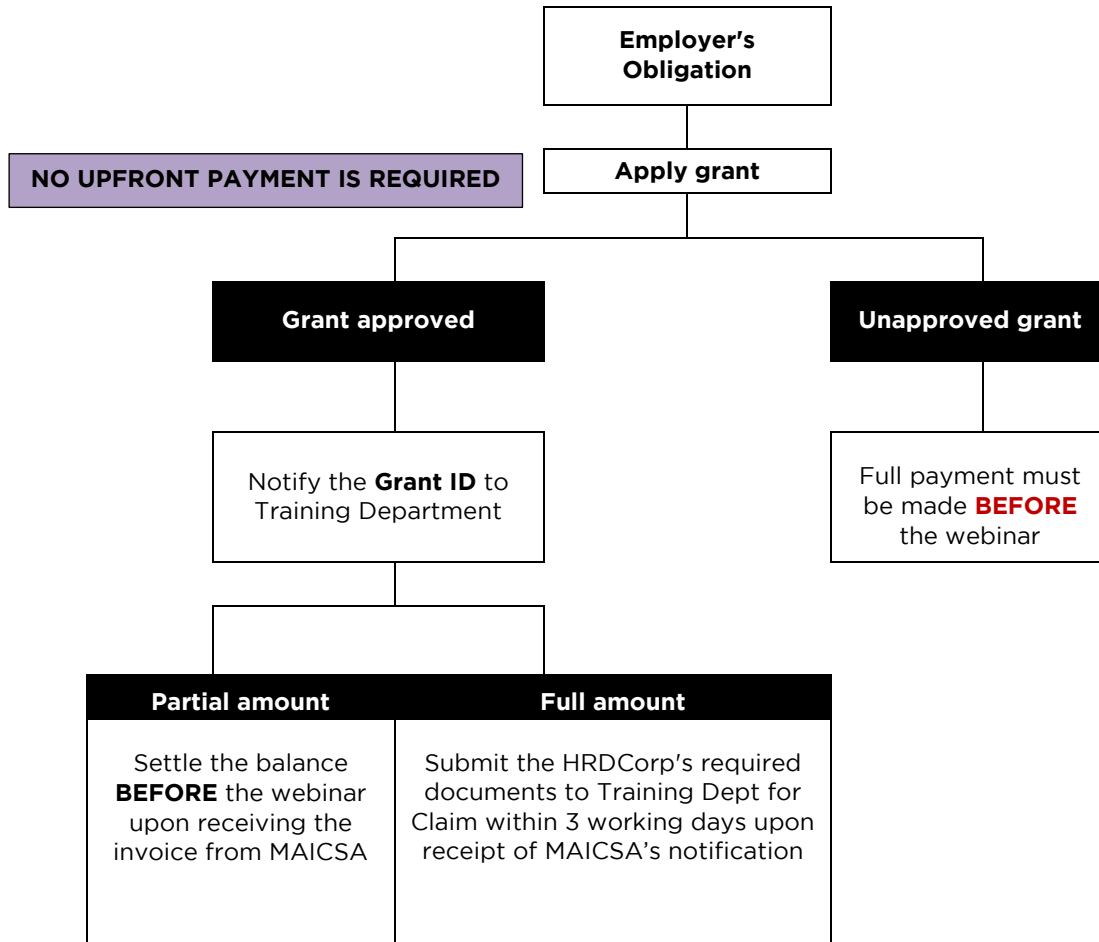 Employer's
Obligation
NO UPFRONT PAYMENT IS REQUIRED
Apply grant
Grant approved
Unapproved grant
Notify the Grant ID to
Training Department
Full payment must
be made BEFORE
the webinar
Partial amount
Full amount
Settle the balance
BEFORE the webinar
upon receiving the
invoice from MAICSA
Submit the HRDCorp's required
documents to Training Dept for
Claim within 3 working days upon
receipt of MAICSA’s notification